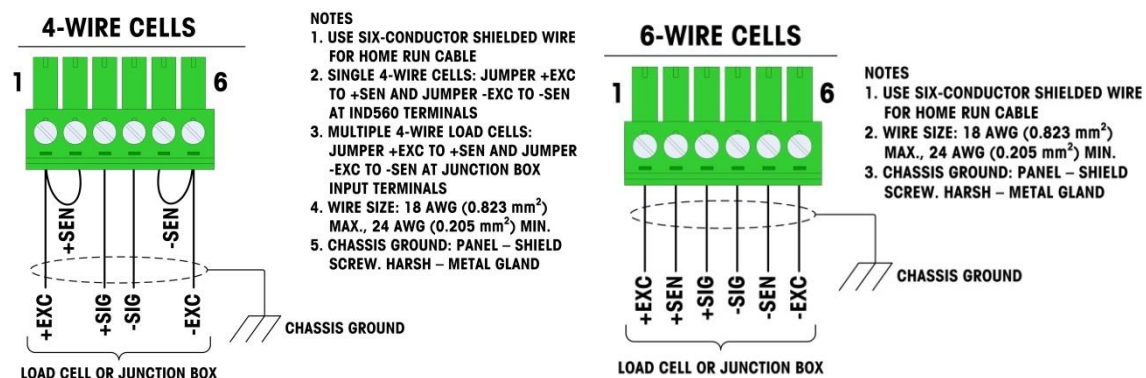 4-WIRE CELLS
1
6
+SEN
-SEN
+EXC
+SIG
-SIG
-EXC
CHASSIS GROUND
LOAD CELL OR JUNCTION BOX
NOTES
1. USE SIX-CONDUCTOR SHIELDED WIRE
FOR HOME RUN CABLE
2. SINGLE 4-WIRE CELLS: JUMPER +EXC
TO +SEN AND JUMPER -EXC TO -SEN
AT IND560 TERMINALS
3. MULTIPLE 4-WIRE LOAD CELLS:
JUMPER +EXC TO +SEN AND JUMPER
-EXC TO -SEN AT JUNCTION BOX
INPUT TERMINALS
4. WIRE SIZE: 18 AWG (0.823 mm²)
MAX., 24 AWG (0.205 mm²) MIN.
5. CHASSIS GROUND: PANEL – SHIELD
SCREW. HARSH – METAL GLAND
6-WIRE CELLS
1
6
+EXC
+SEN
+SIG
-SIG
-SEN
-EXC
CHASSIS GROUND
LOAD CELL OR JUNCTION BOX
NOTES
1. USE SIX-CONDUCTOR SHIELDED WIRE
FOR HOME RUN CABLE
2. WIRE SIZE: 18 AWG (0.823 mm²)
MAX., 24 AWG (0.205 mm²) MIN.
3. CHASSIS GROUND: PANEL – SHIELD
SCREW. HARSH – METAL GLAND